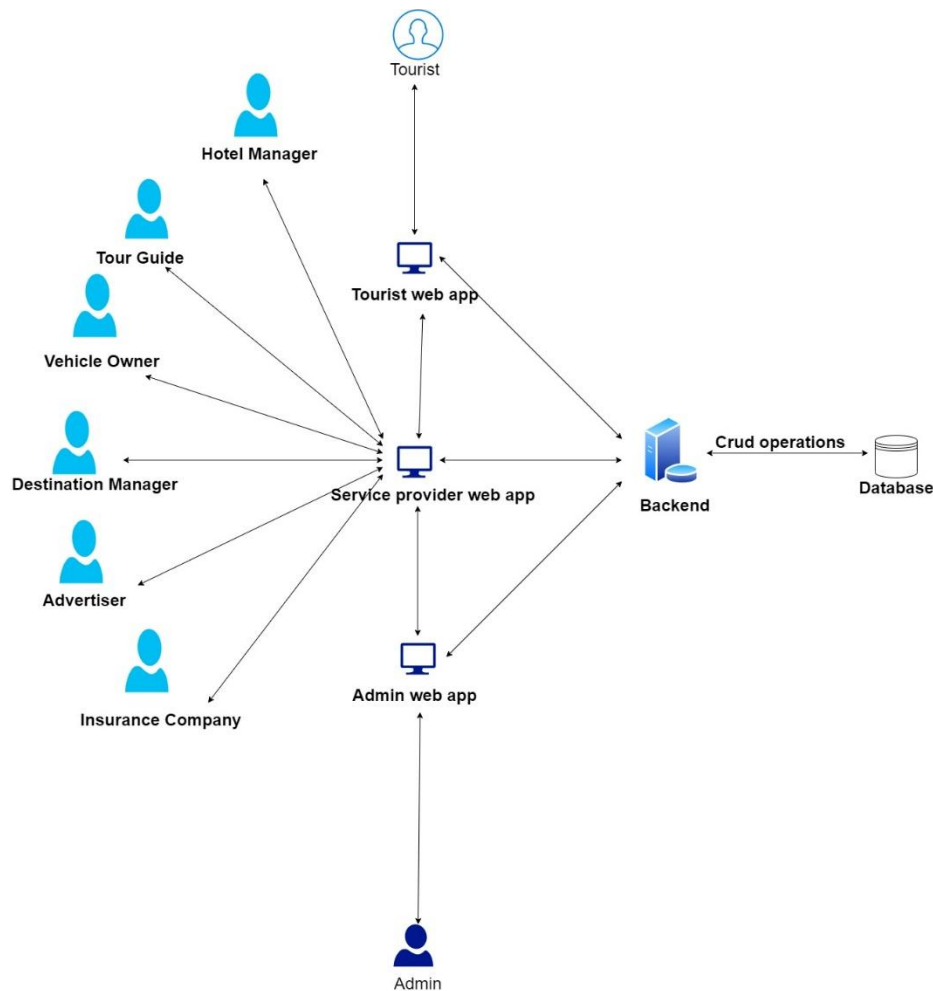 Tourist
Hotel Manager
Tour Guide
Tourist web app
Vehicle Owner
Crud operations
Destination Manager
Service provider web app
Backend
Database
Advertiser
Admin web app
Insurance Company
Admin